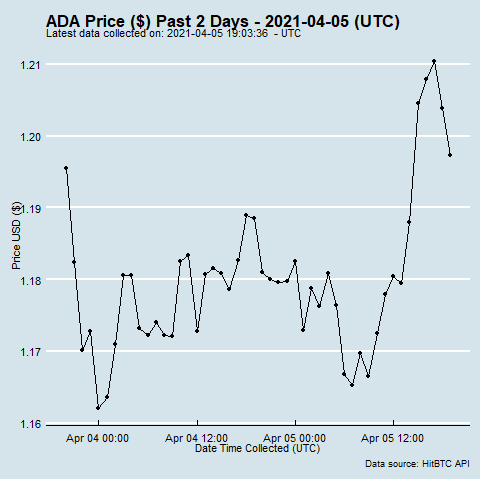 ADA Price ($) Past 2 Days - 2021-04-05 (UTC)
Latest data collected on: 2021-04-05 19:03:36  - UTC
1.21
1.20
1.19
Price USD ($)
1.18
1.17
1.16
Apr 04 00:00
Apr 04 12:00
Apr 05 00:00
Apr 05 12:00
Date Time Collected (UTC)
Data source: HitBTC API